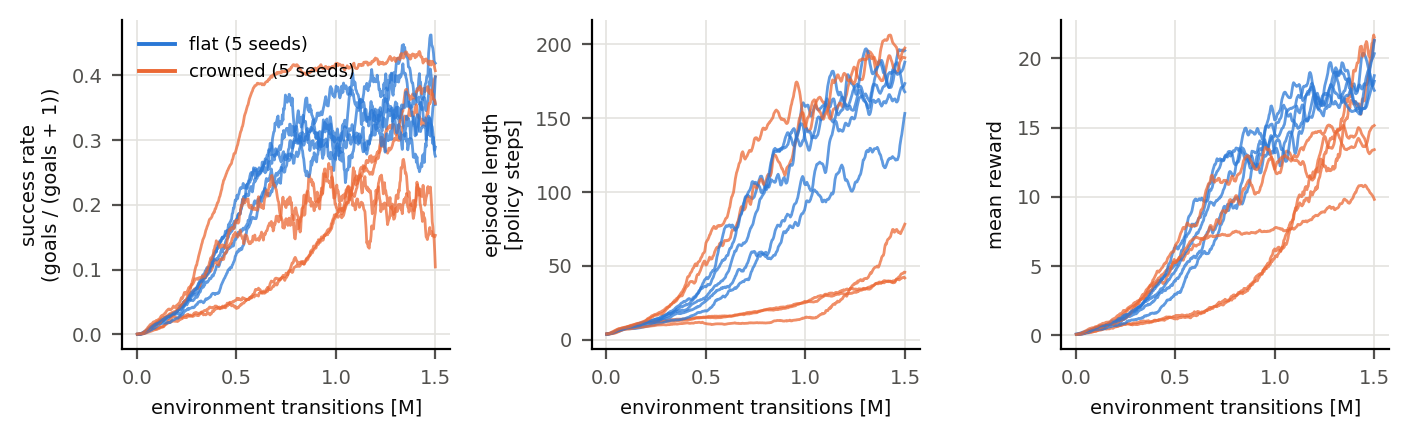 success rate
(goals / (goals + 1))
flat (5 seeds)
crowned (5 seeds)
0.4
0.3
0.2
0.1
0.0
0.0 0.5 1.0 1.5
environment transitions [M]
episode length
[policy steps]
200
150
100
50
0
0.0 0.5 1.0 1.5
environment transitions [M]
mean reward
20
15
10
5
0
0.0 0.5 1.0 1.5
environment transitions [M]